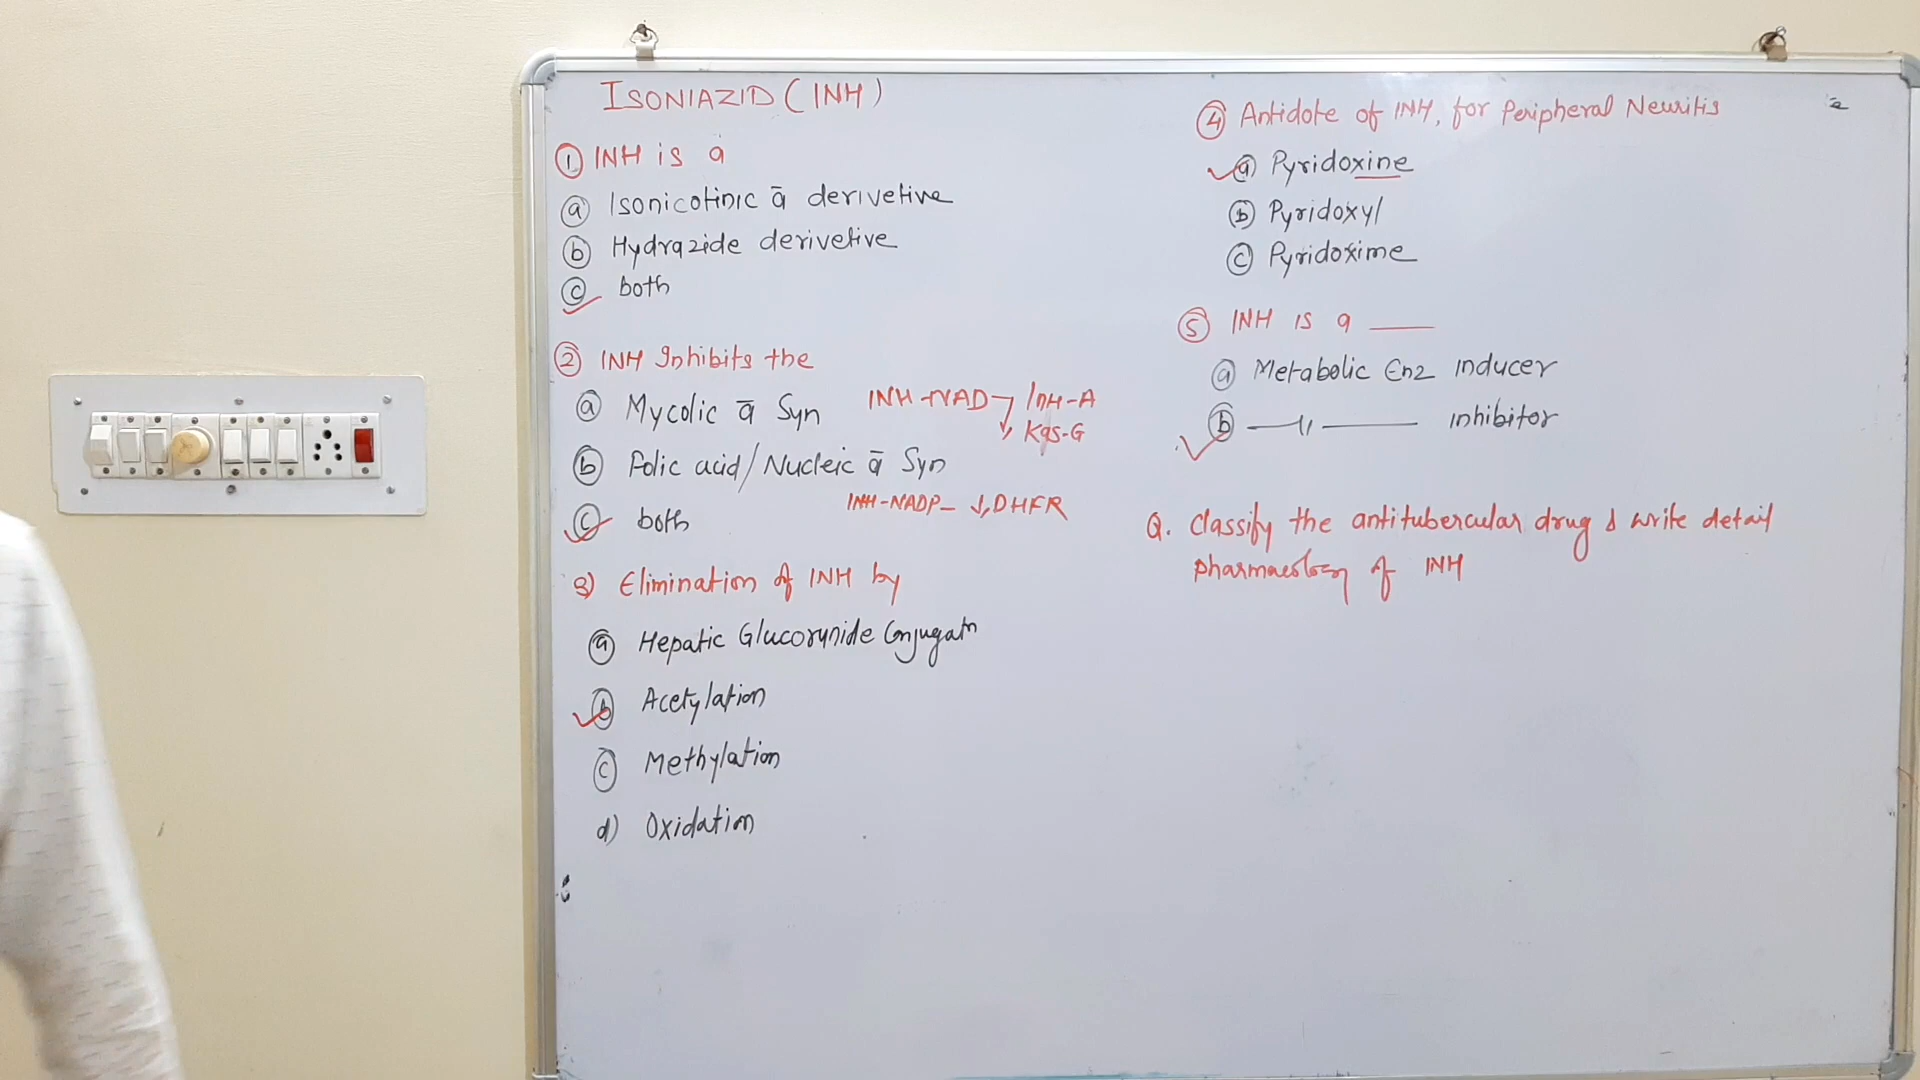 ISONIAZID (INH)
① INH is a
ⓐ Isonicotinic ā derivetive
ⓑ Hydrazide derivetive
ⓒ both
② INH Inhibits the
ⓐ Mycolic ā Syn
INH-NAD → InH-A
↓ Kas-G
ⓑ Folic acid/Nucleic ā Syn
INH-NADP- ↓ DHFR
ⓒ both
3) Elimination of INH by
ⓐ Hepatic Glucorunide Conjugatn
ⓑ Acetylation
ⓒ Methylation
d) Oxidation
④ Antidote of INH, for Peripheral Neuritis
ⓐ Pyridoxine
ⓑ Pyridoxyl
ⓒ Pyridoxime
⑤ INH is a ____
ⓐ Metabolic Enz inducer
ⓑ —〃— inhibitor
Q. Classify the antitubercular drug & write detail
pharmacology of INH